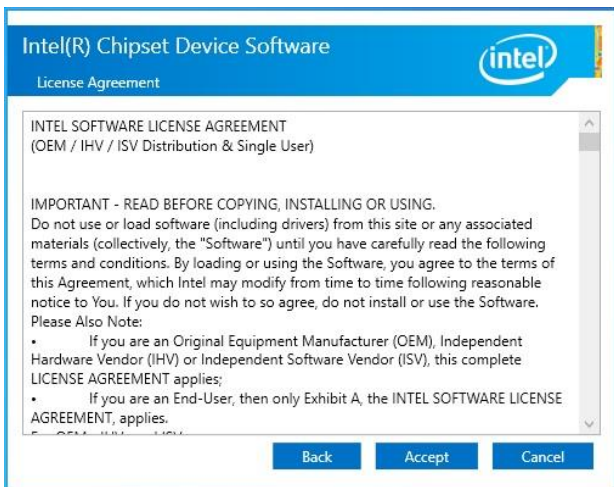 Intel(R) Chipset Device Software
intel
License Agreement
INTEL SOFTWARE LICENSE AGREEMENT
(OEM / IHV / ISV Distribution & Single User)
IMPORTANT - READ BEFORE COPYING, INSTALLING OR USING.
Do not use or load software (including drivers) from this site or any associated
materials (collectively, the "Software") until you have carefully read the following
terms and conditions. By loading or using the Software, you agree to the terms of
this Agreement, which Intel may modify from time to time following reasonable
notice to You. If you do not wish to so agree, do not install or use the Software.
Please Also Note:
• If you are an Original Equipment Manufacturer (OEM), Independent
Hardware Vendor (IHV) or Independent Software Vendor (ISV), this complete
LICENSE AGREEMENT applies;
• If you are an End-User, then only Exhibit A, the INTEL SOFTWARE LICENSE
AGREEMENT, applies.
Back Accept Cancel